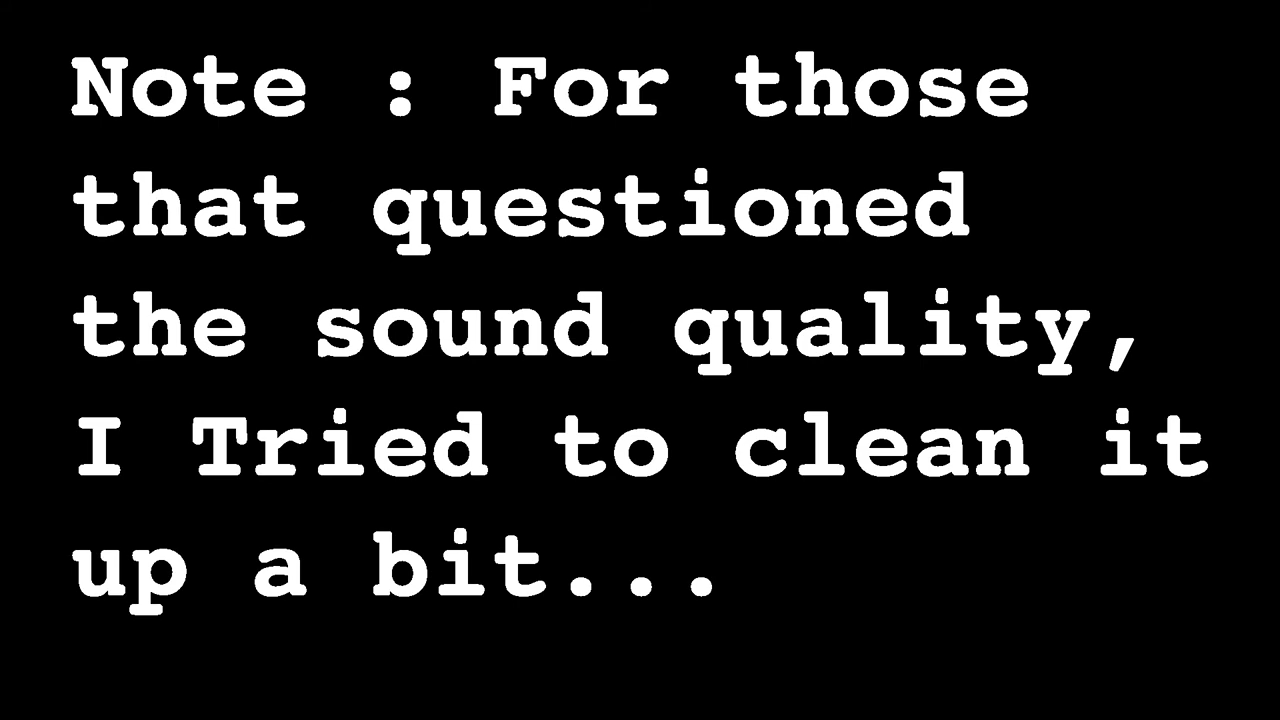 Note : For those
that questioned
the sound quality,
I Tried to clean it
up a bit...